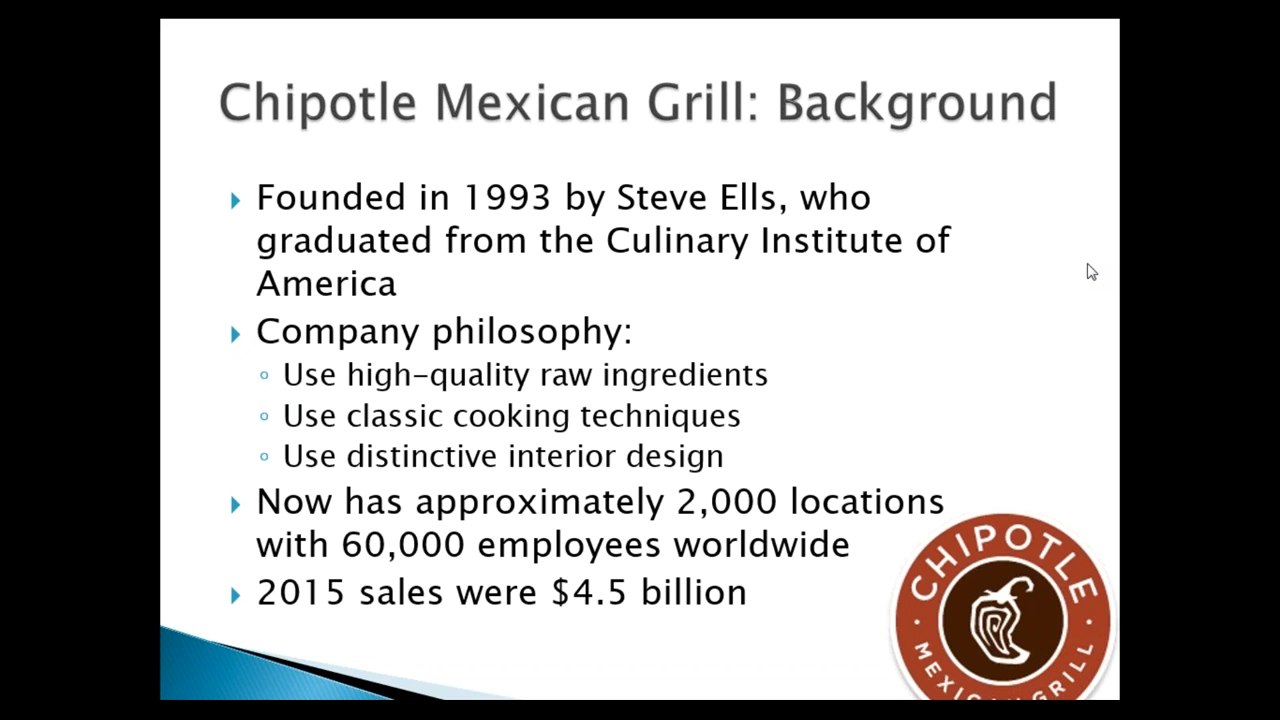 Chipotle Mexican Grill: Background
Founded in 1993 by Steve Ells, who
graduated from the Culinary Institute of
America
Company philosophy:
Use high-quality raw ingredients
Use classic cooking techniques
Use distinctive interior design
Now has approximately 2,000 locations
with 60,000 employees worldwide
2015 sales were $4.5 billion
CHIPOTLE
MEXICAN GRILL